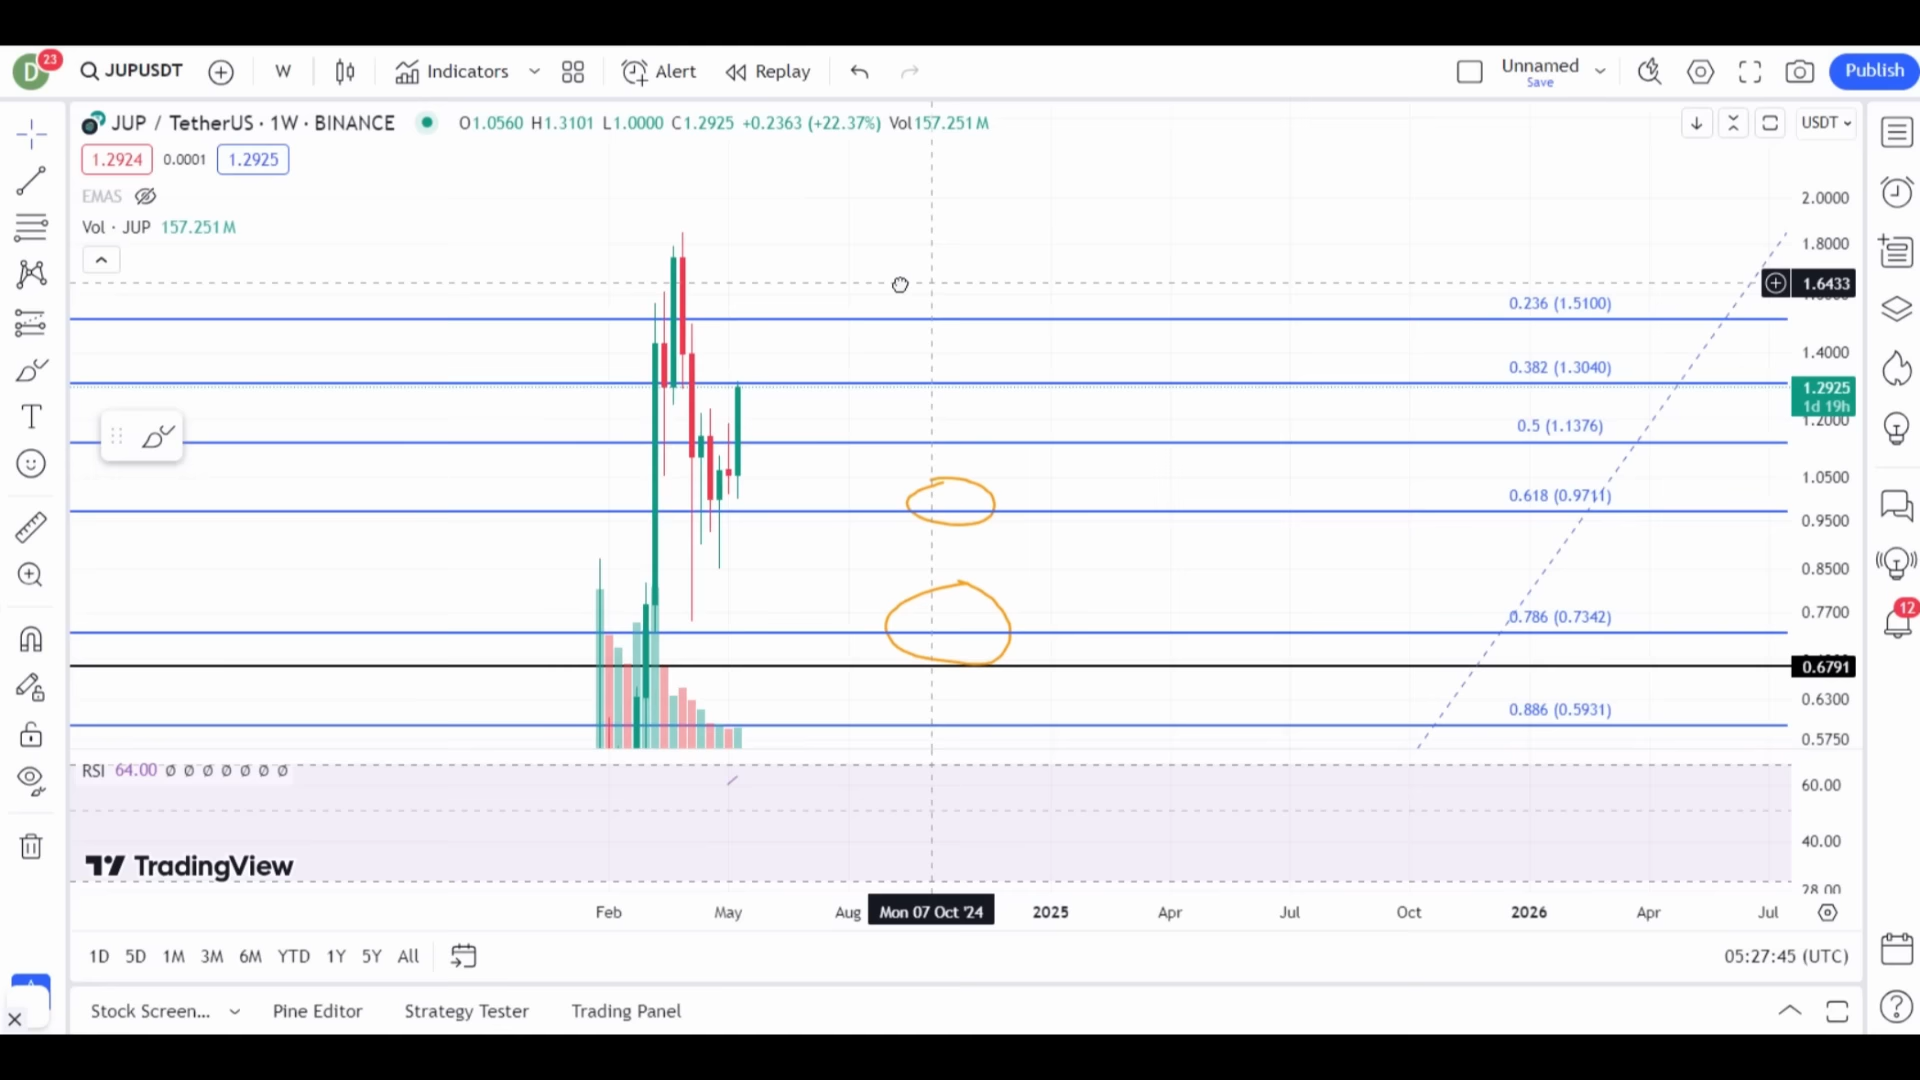 D 23 JUPUSDT W Indicators Alert Replay Unnamed Save Publish
JUP / TetherUS · 1W · BINANCE O1.0560 H1.3101 L1.0000 C1.2925 +0.2363 (+22.37%) Vol157.251M USDT
1.2924 0.0001 1.2925
EMAS
Vol · JUP 157.251M
2.0000
1.8000
1.6433
0.236 (1.5100)
1.4000
0.382 (1.3040)
1.2925
1d 19h
1.2000
0.5 (1.1376)
1.0500
0.618 (0.9711)
0.9500
0.8500
0.7700
0.786 (0.7342)
12
0.6791
0.6300
0.886 (0.5931)
0.5750
RSI 64.00 Ø Ø Ø Ø Ø Ø Ø
60.00
40.00
TradingView
28.00
Feb May Aug Mon 07 Oct '24 2025 Apr Jul Oct 2026 Apr Jul
1D 5D 1M 3M 6M YTD 1Y 5Y All 05:27:45 (UTC)
Stock Screen... Pine Editor Strategy Tester Trading Panel